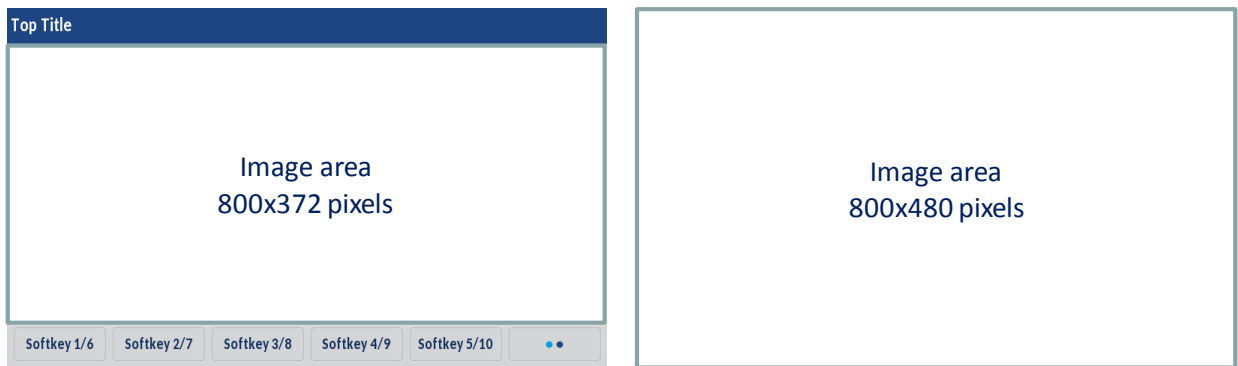 Top Title
Image area
800x372 pixels
Softkey 1/6 Softkey 2/7 Softkey 3/8 Softkey 4/9 Softkey 5/10
Image area
800x480 pixels